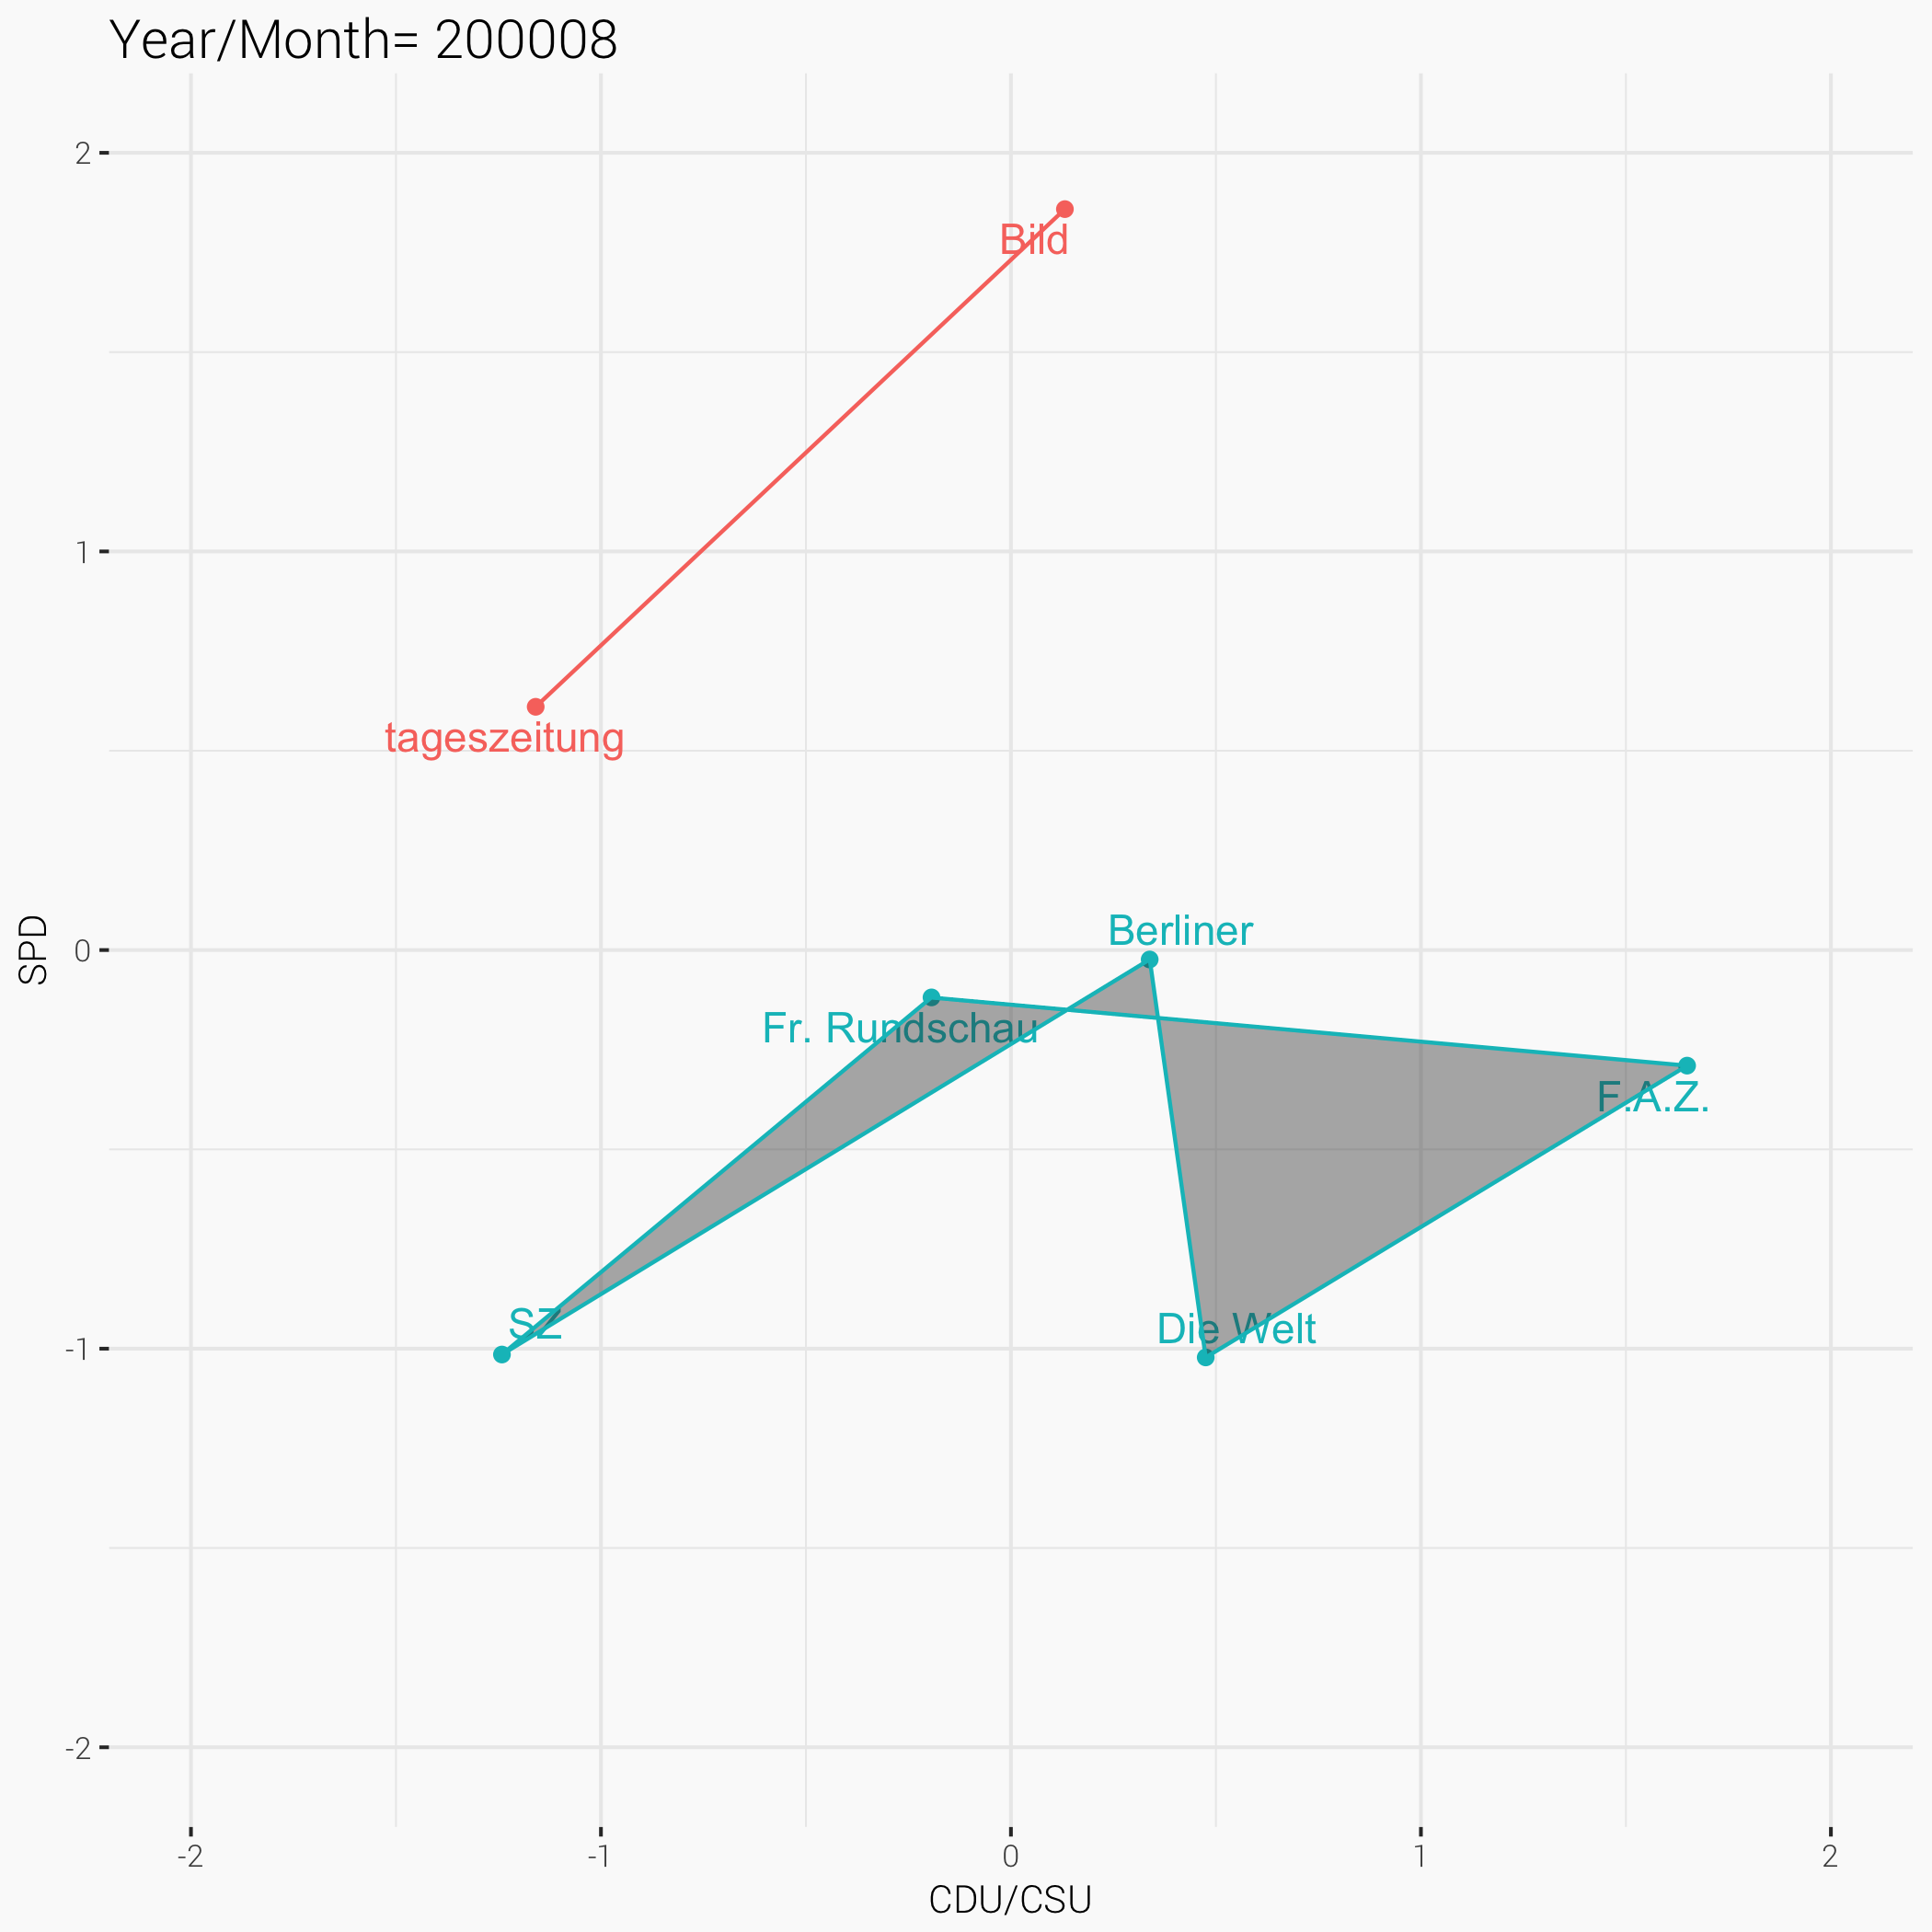 Year/Month= 200008
2
Bild
1
tageszeitung
Berliner
0
SPD
Fr. Rundschau
F.A.Z.
SZ
Die Welt
-1
-2
-2 -1 0 1 2
CDU/CSU